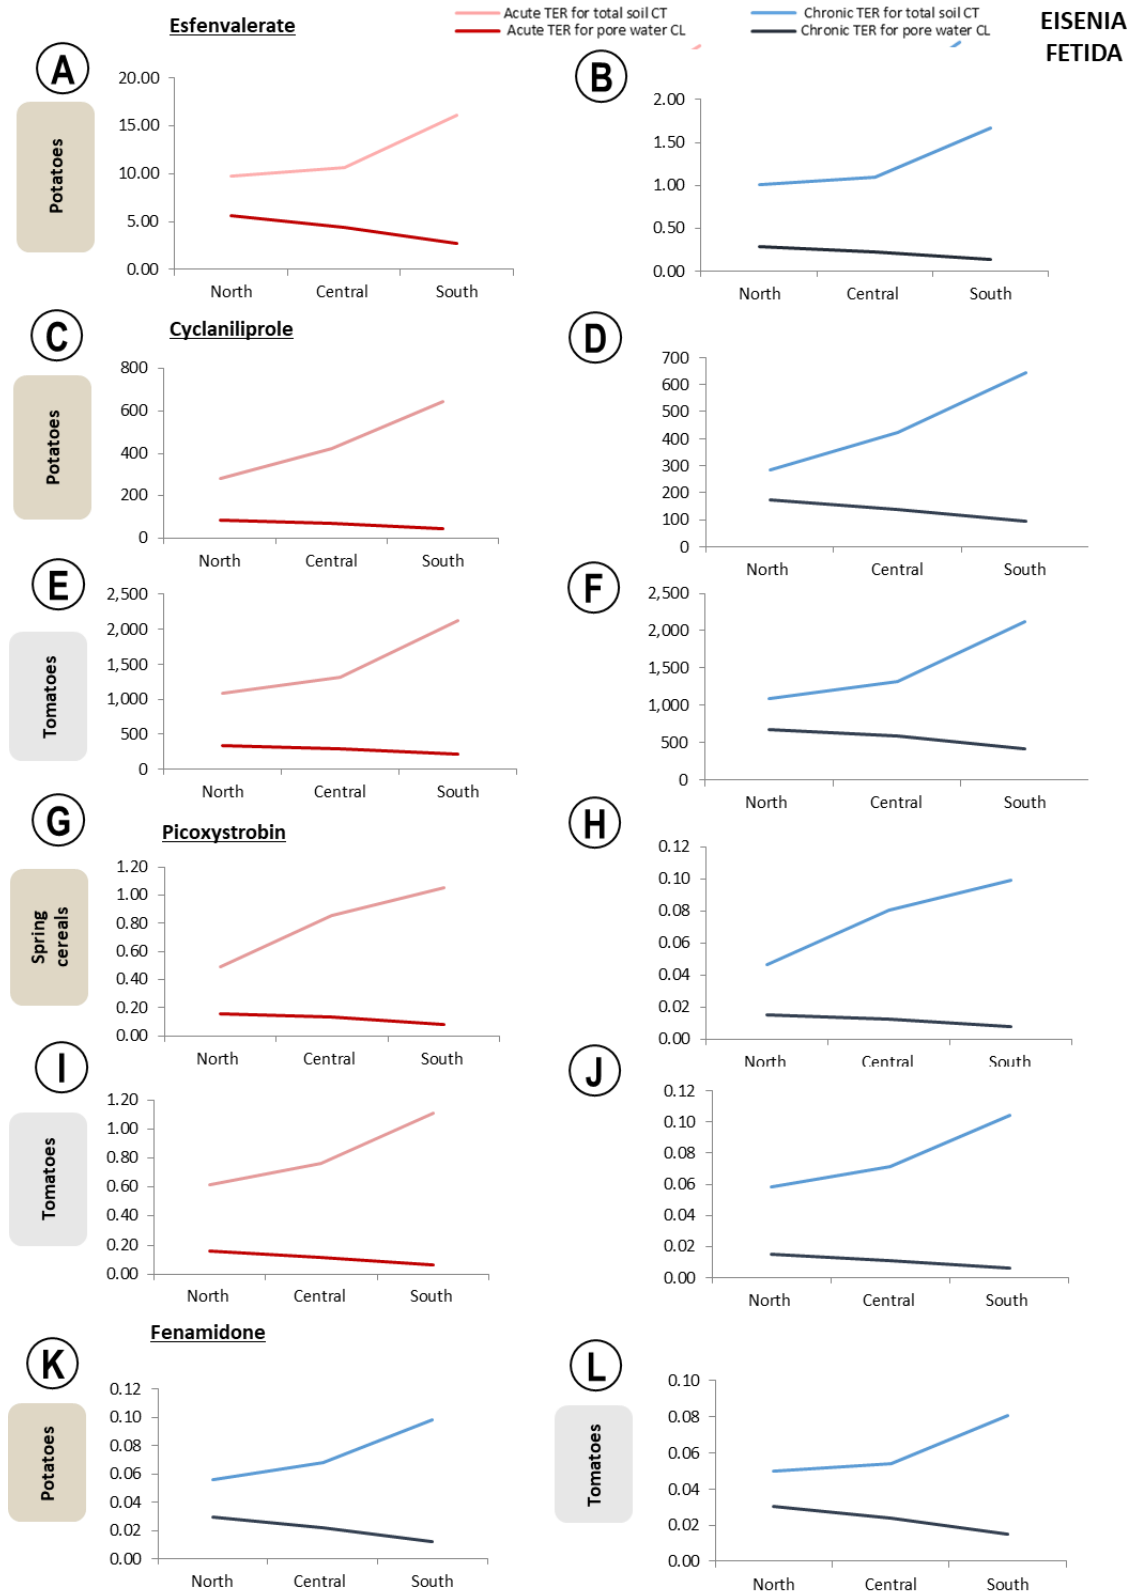 Esfenvalerate
Acute TER for total soil CT
Acute TER for pore water CL
Chronic TER for total soil CT
Chronic TER for pore water CL
EISENIA
FETIDA
A
Potatoes
20.00
15.00
10.00
5.00
0.00
North Central South
B
2.00
1.50
1.00
0.50
0.00
North Central South
C
Cyclaniliprole
Potatoes
800
600
400
200
0
North Central South
D
700
600
500
400
300
200
100
0
North Central South
E
Tomatoes
2,500
2,000
1,500
1,000
500
0
North Central South
F
2,500
2,000
1,500
1,000
500
0
North Central South
G
Picoxystrobin
Spring
cereals
1.20
1.00
0.80
0.60
0.40
0.20
0.00
North Central South
H
0.12
0.10
0.08
0.06
0.04
0.02
0.00
North Central South
I
Tomatoes
1.20
1.00
0.80
0.60
0.40
0.20
0.00
North Central South
J
0.12
0.10
0.08
0.06
0.04
0.02
0.00
North Central South
Fenamidone
K
Potatoes
0.12
0.10
0.08
0.06
0.04
0.02
0.00
North Central South
L
Tomatoes
0.10
0.08
0.06
0.04
0.02
0.00
North Central South